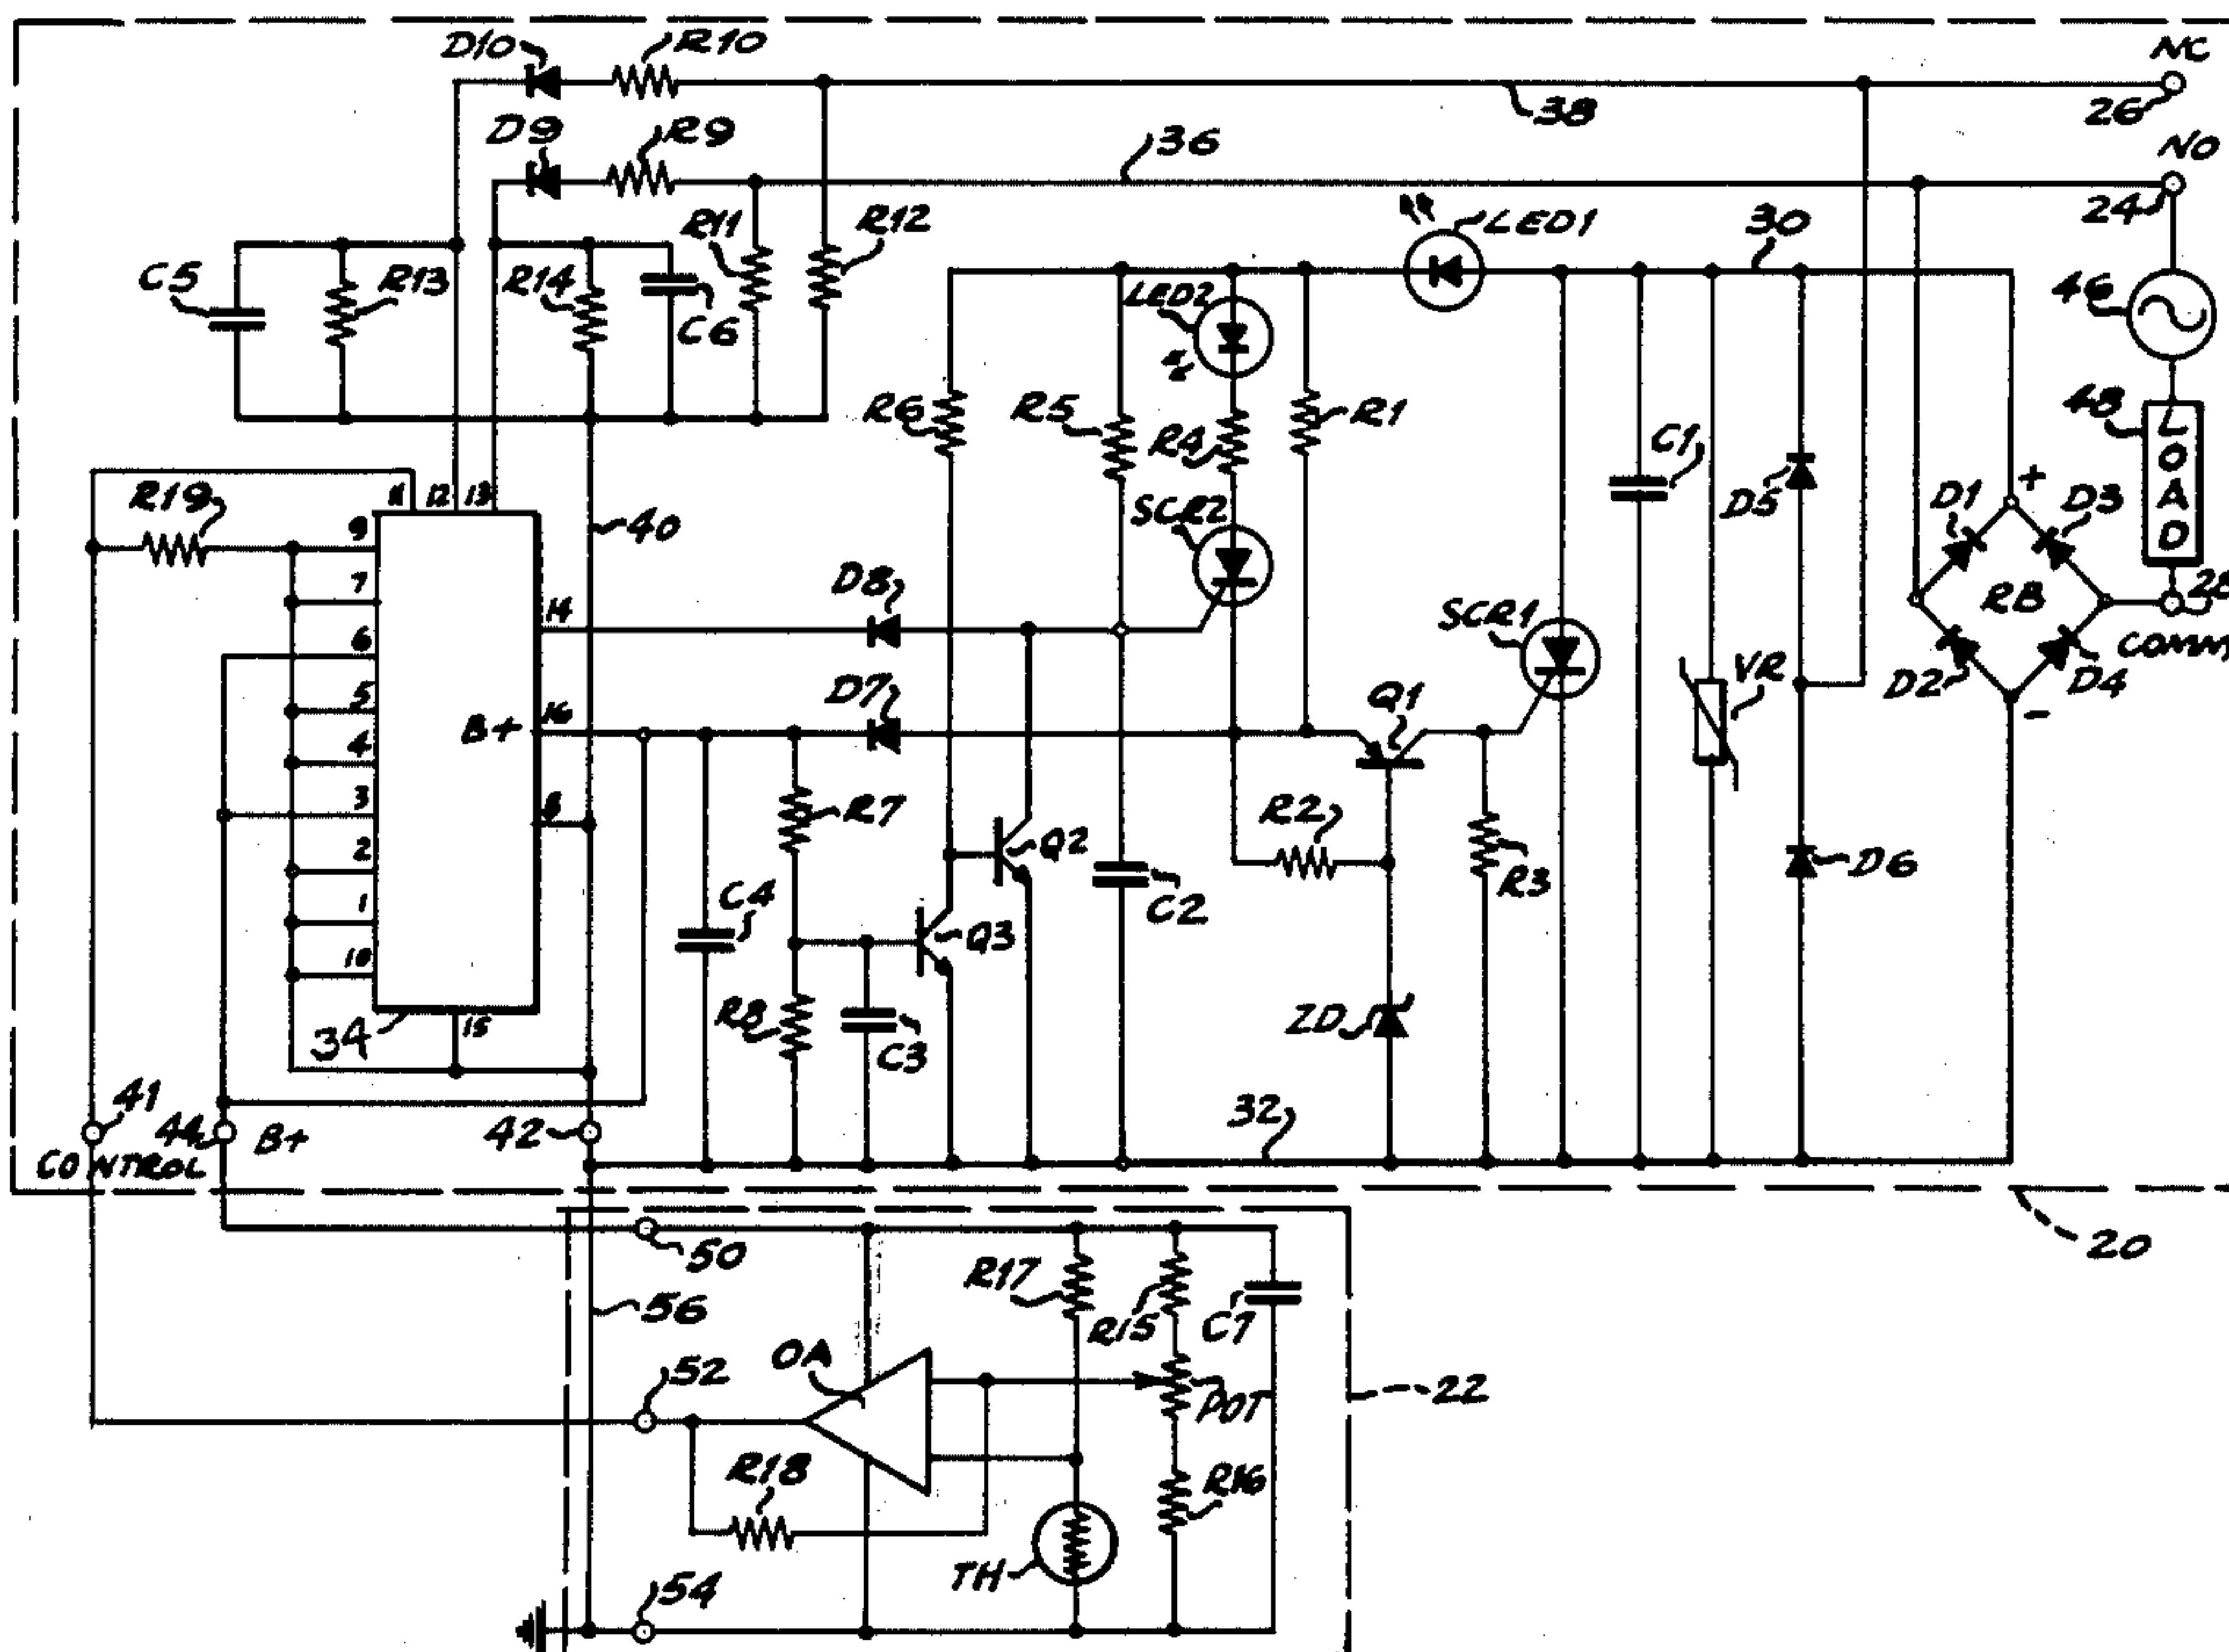 D10 R10 NC
38 26
D9 R9 36 NO
R11 R12 24
LED1 30
C5 R13 R14 C6 LED2 46
R6 R5 R4 R1 C1 48
LOAD
R19 11 12 13 40 SCR2 D5 D1 + D3
9
7
6
5
4
3
2
1
10
14
16
B+
8
15
34
D8 SCR1 RB 28
COMM
D7 Q1 VR D2 D4
-
R7 Q2 R2 R3 D6
C4 Q3 C2
R8 C3 ZD
41 44 B+ 42 32
CONTROL
20
50 R17 R15 C7
56
52 OA POT 22
R18 R16
54 TH